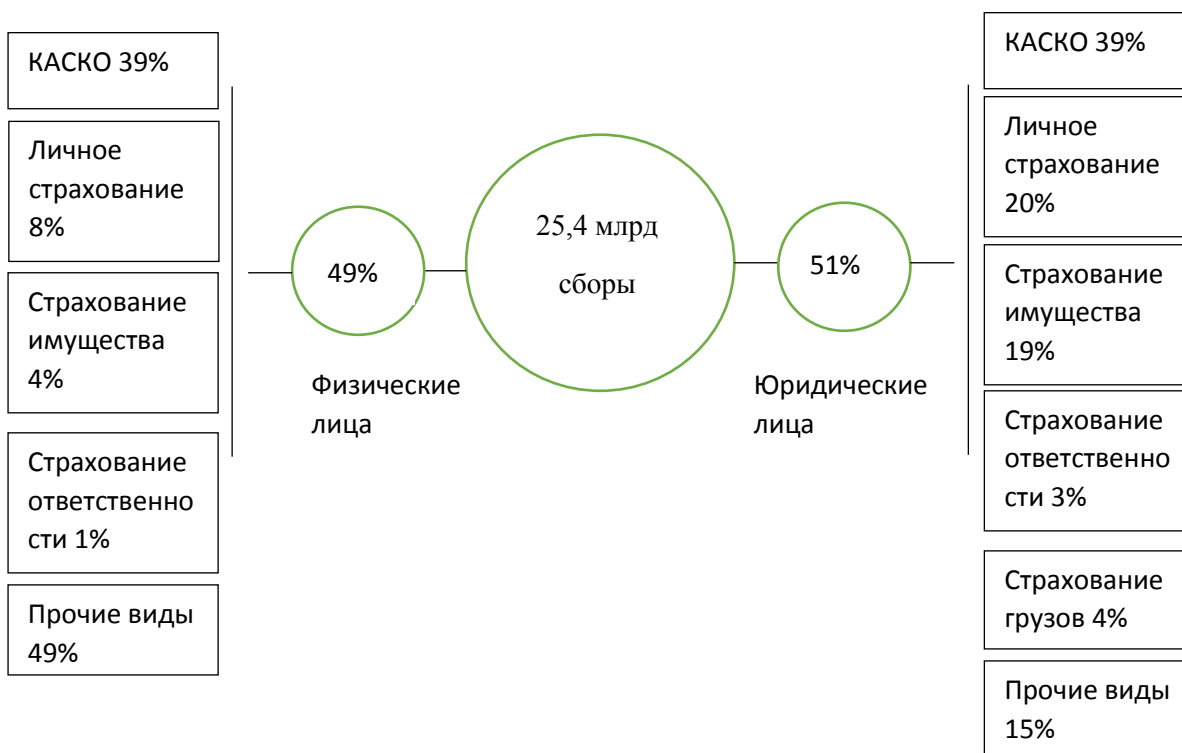 КАСКО 39%
Личное
страхование
8%
Страхование
имущества
4%
Страхование
ответственно
сти 1%
Прочие виды
49%
49%
Физические
лица
25,4 млрд
сборы
51%
Юридические
лица
КАСКО 39%
Личное
страхование
20%
Страхование
имущества
19%
Страхование
ответственно
сти 3%
Страхование
грузов 4%
Прочие виды
15%